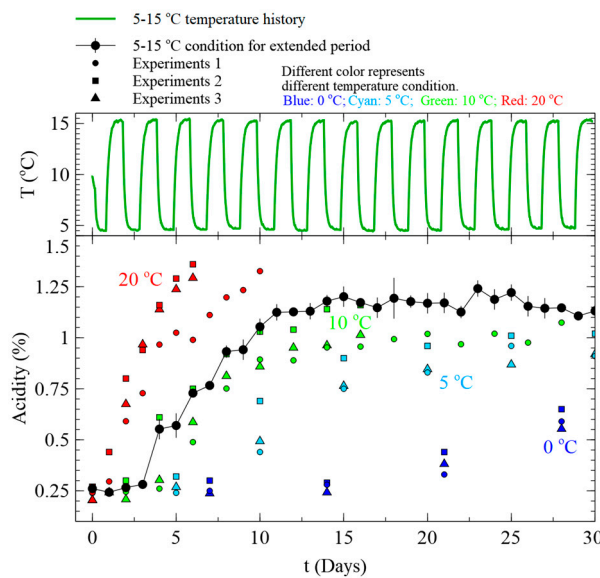 5-15 °C temperature history
5-15 °C condition for extended period
Experiments 1
Experiments 2
Experiments 3
Different color represents
different temperature condition.
Blue: 0 °C; Cyan: 5 °C; Green: 10 °C; Red: 20 °C
15
10
5
T (°C)
1.5
1.25
1
0.75
0.5
0.25
Acidity (%)
20 °C
10 °C
5 °C
0 °C
0 5 10 15 20 25 30
t (Days)